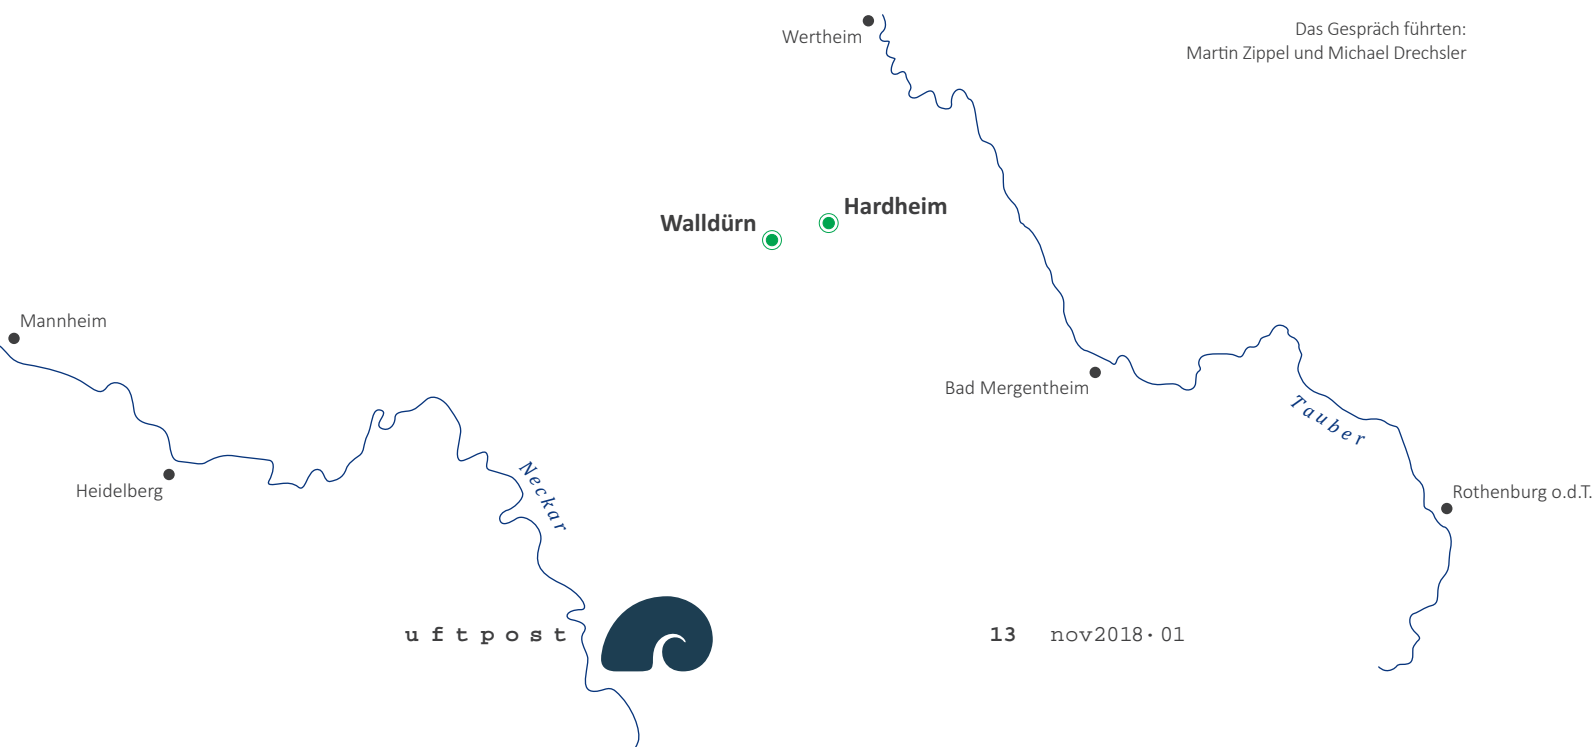 Das Gespräch führten:
Martin Zippel und Michael Drechsler
Wertheim
Hardheim
Walldürn
Mannheim
Bad Mergentheim
Tauber
Neckar
Heidelberg
Rothenburg o.d.T.
uftpost
13 nov2018·01